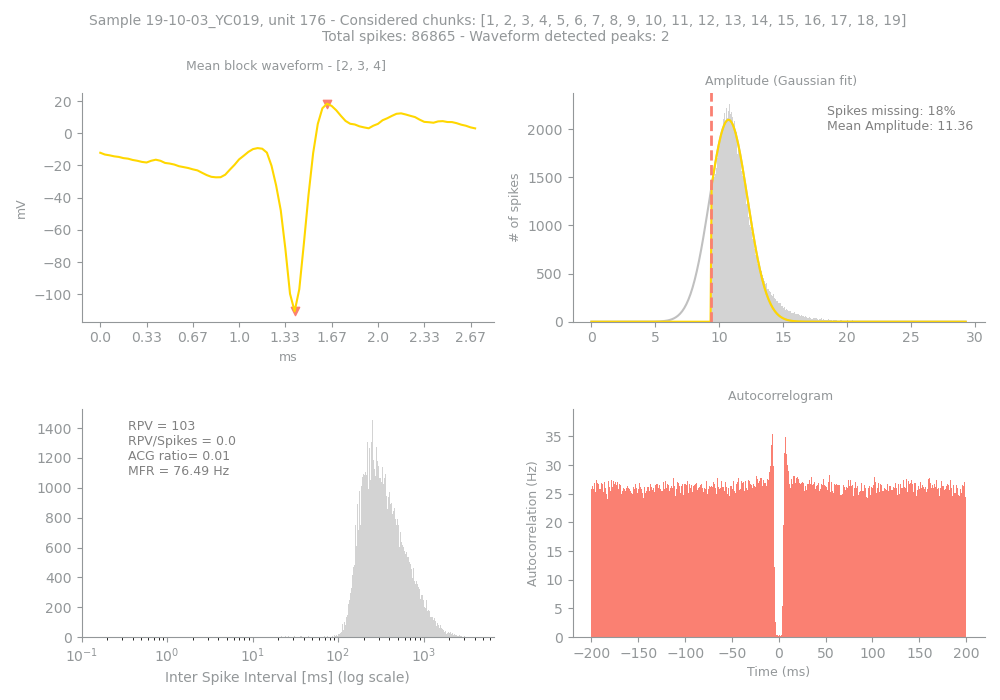 Sample 19-10-03_YC019, unit 176 - Considered chunks: [1, 2, 3, 4, 5, 6, 7, 8, 9, 10, 11, 12, 13, 14, 15, 16, 17, 18, 19]
Total spikes: 86865 - Waveform detected peaks: 2
Mean block waveform - [2, 3, 4]
20
0
−20
−40
−60
−80
−100
mV
0.0 0.33 0.67 1.0 1.33 1.67 2.0 2.33 2.67
ms
Amplitude (Gaussian fit)
Spikes missing: 18%
Mean Amplitude: 11.36
2000
1500
1000
500
0
# of spikes
0 5 10 15 20 25 30
RPV = 103
RPV/Spikes = 0.0
ACG ratio= 0.01
MFR = 76.49 Hz
1400
1200
1000
800
600
400
200
0
10⁻¹ 10⁰ 10¹ 10² 10³
Inter Spike Interval [ms] (log scale)
Autocorrelogram
35
30
25
20
15
10
5
0
Autocorrelation (Hz)
−200 −150 −100 −50 0 50 100 150 200
Time (ms)